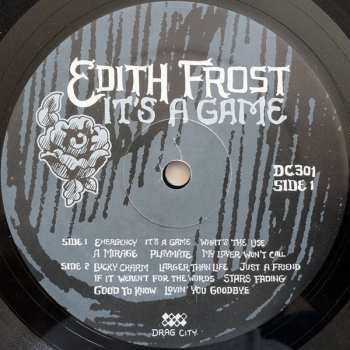 EDITH FROST
IT'S A GAME
DC301
SIDE 1
SIDE 1 EMERGENCY IT'S A GAME WHAT'S THE USE
A MIRAGE PLAYMATE MY LOVER WON'T CALL
SIDE 2 LUCKY CHARM LARGER THAN LIFE JUST A FRIEND
IF IT WEREN'T FOR THE WORDS STARS FADING
GOOD TO KNOW LOVIN' YOU GOODBYE
DRAG CITY